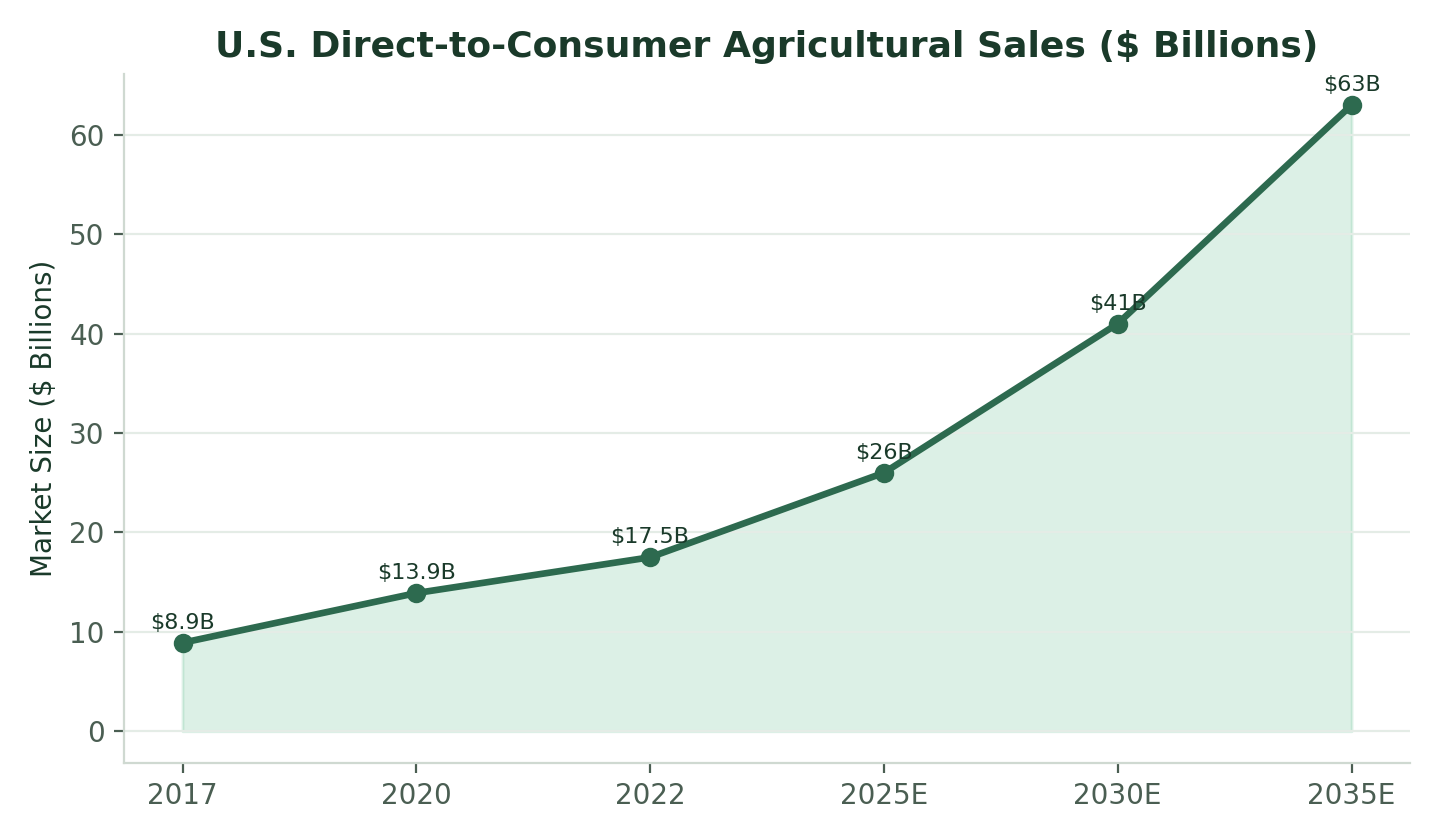 U.S. Direct-to-Consumer Agricultural Sales ($ Billions)
Market Size ($ Billions)
60
50
40
30
20
10
0
$8.9B
$13.9B
$17.5B
$26B
$41B
$63B
2017
2020
2022
2025E
2030E
2035E